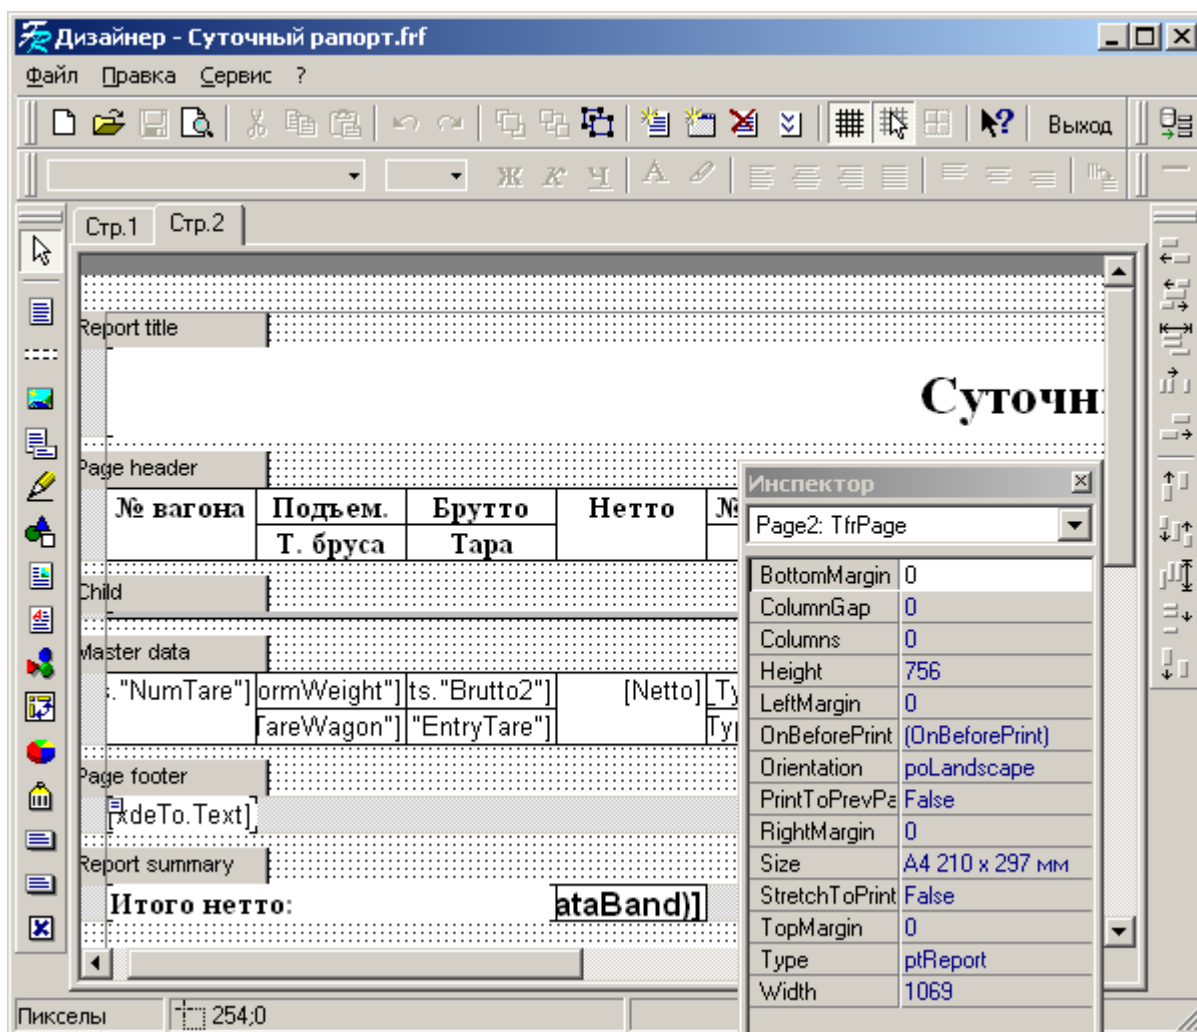 Дизайнер - Суточный рапорт.frf
Файл Правка Сервис ?
Выход
Ж К Ч A
Стр.1 Стр.2
Report title
Суточн
Page header
№ вагона Подъем. Брутто Нетто №
Т. бруса Тара
Child
Master data
s."NumTare"] ormWeight"] ts."Brutto2"] [Netto] _Ty
TareWagon"] "EntryTare"] Typ
Page footer
[xdeTo.Text]
Report summary
Итого нетто: ataBand)]
Инспектор
Page2: TfrPage
BottomMargin 0
ColumnGap 0
Columns 0
Height 756
LeftMargin 0
OnBeforePrint (OnBeforePrint)
Orientation poLandscape
PrintToPrevPa False
RightMargin 0
Size A4 210 x 297 мм
StretchToPrint False
TopMargin 0
Type ptReport
Width 1069
Пикселы 254;0